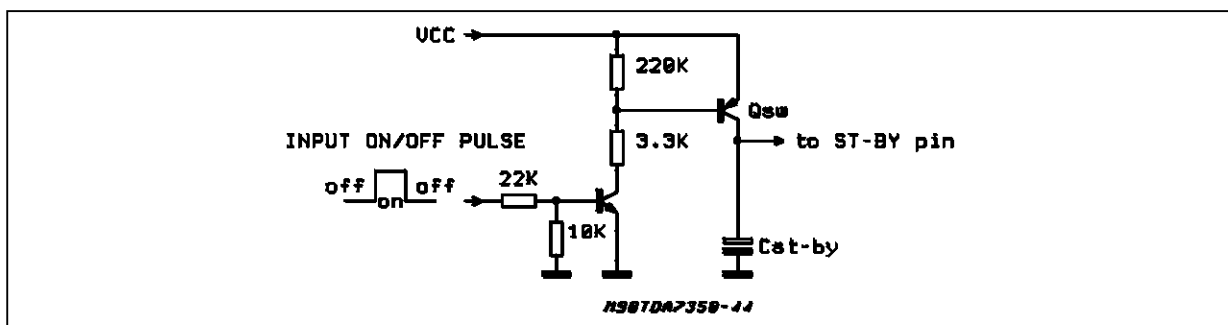 VCC
220K
Qsw
INPUT ON/OFF PULSE
3.3K
to ST-BY pin
off on off
22K
10K
Cst-by
M90TDA7350-44